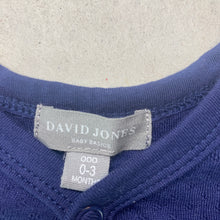 DAVID JONES
BABY BASICS
000
0-3
MONTHS